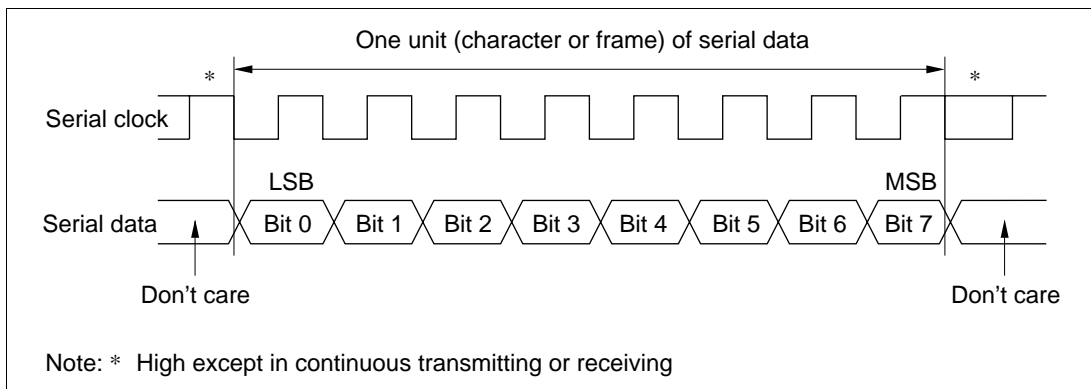 One unit (character or frame) of serial data
* *
Serial clock
LSB MSB
Serial data Bit 0 Bit 1 Bit 2 Bit 3 Bit 4 Bit 5 Bit 6 Bit 7
Don't care Don't care
Note: * High except in continuous transmitting or receiving